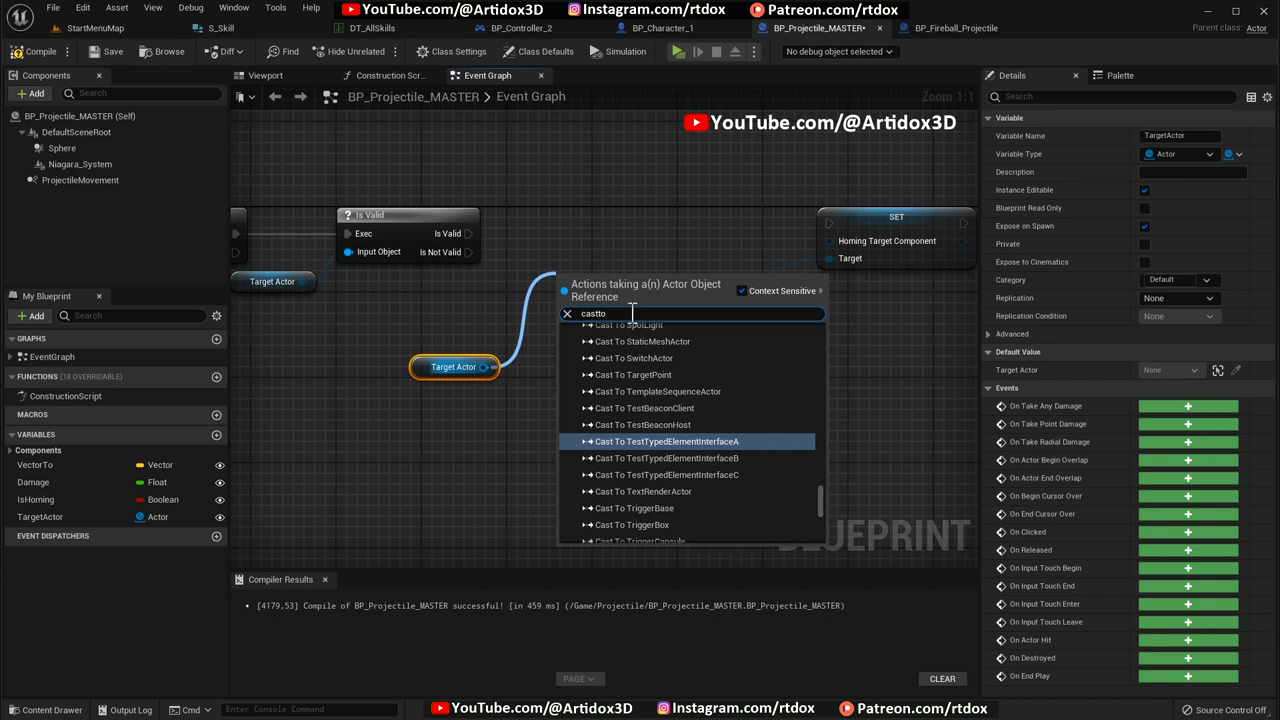 File Edit Asset View Debug Window Tools Help
YouTube.com/@Artidox3D Instagram.com/rtdox Patreon.com/rtdox
StartMenuMap S_Skill DT_AllSkills BP_Controller_2 BP_Character_1 BP_Projectile_MASTER* BP_Fireball_Projectile Parent class: Actor
Compile Save Browse Diff Find Hide Unrelated Class Settings Class Defaults Simulation No debug object selected
Components Viewport Construction Scr... Event Graph Details Palette
Add Search BP_Projectile_MASTER > Event Graph Zoom 1:1 Search
BP_Projectile_MASTER (Self)
DefaultSceneRoot
Sphere
Niagara_System
ProjectileMovement
YouTube.com/@Artidox3D
Is Valid
Exec Is Valid
Input Object Is Not Valid
Target Actor
SET
Homing Target Component
Target
Target Actor
Actions taking a(n) Actor Object
Reference
Context Sensitive
castto
Cast To SpotLight
Cast To StaticMeshActor
Cast To SwitchActor
Cast To TargetPoint
Cast To TemplateSequenceActor
Cast To TestBeaconClient
Cast To TestBeaconHost
Cast To TestTypedElementInterfaceA
Cast To TestTypedElementInterfaceB
Cast To TestTypedElementInterfaceC
Cast To TextRenderActor
Cast To TriggerBase
Cast To TriggerBox
Cast To TriggerCapsule
BLUEPRINT
My Blueprint
Add Search
GRAPHS
EventGraph
FUNCTIONS (18 OVERRIDABLE)
ConstructionScript
MACROS
VARIABLES
Components
VectorTo Vector
Damage Float
IsHoming Boolean
TargetActor Actor
EVENT DISPATCHERS
Compiler Results
[4179,53] Compile of BP_Projectile_MASTER successful! [in 459 ms] (/Game/Projectile/BP_Projectile_MASTER.BP_Projectile_MASTER)
PAGE CLEAR
Variable
Variable Name TargetActor
Variable Type Actor
Description
Instance Editable
Blueprint Read Only
Expose on Spawn
Private
Expose to Cinematics
Category Default
Replication None
Replication Condition None
Advanced
Default Value
Target Actor None
Events
On Take Any Damage
On Take Point Damage
On Take Radial Damage
On Actor Begin Overlap
On Actor End Overlap
On Begin Cursor Over
On End Cursor Over
On Clicked
On Released
On Input Touch Begin
On Input Touch End
On Input Touch Enter
On Input Touch Leave
On Actor Hit
On Destroyed
On End Play
Content Drawer Output Log Cmd Enter Console Command Source Control Off
YouTube.com/@Artidox3D Instagram.com/rtdox Patreon.com/rtdox